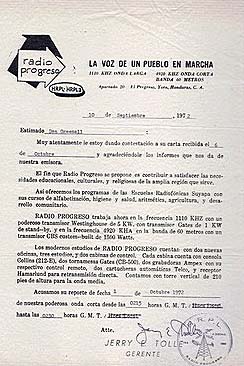 radio
progreso
HRPL-HRPL2
LA VOZ DE UN PUEBLO EN MARCHA
1110 KHZ ONDA LARGA 4920 KHZ ONDA CORTA
BANDA 60 METROS
Apartado 20 El Progreso, Yoro, Honduras, C. A.
10 de Septiembre, 1972
Estimado Don Greenall :
Muy atentamente le estoy dando contestación a su carta recibida el 6
de Octubre y agradeciéndole los informes que nos da de
nuestra emisora.
El fin que Radio Progreso se propone es contribuir a satisfacer las
necesidades educacionales, culturales, y religiosas de la amplia región que sirve.
Así ofrecemos los programas de las Escuelas Radiofónicas Suyapa con
sus cursos de alfabetización, higiene y salud, aritmética, agricultura, y desarrollo
comunitario.
RADIO PROGRESO trabaja ahora en la frecuencia 1110 KHZ con un
poderoso transmisor Westinghouse de 5 KW, con transmisor Gates de 1 KW
de stand-by, y en la frecuencia 4920 KHZ en la banda de 60 metros con un
transmisor CBS custom-built de 1500 Watts.
Los modernos estudios de RADIO PROGRESO cuentan con dos nuevas
oficinas, tres estudios, y dos cabinas de control. Cada cabina cuenta con consola
Collins (212-E), dos tornamesa Gates (CB-500), dos grabadoras Ampex con su
respectivo control remoto, dos cartucheras automáticas Telco, y receptor
Hamarlund para retransmisión directa. Contamos con torre vertical de 210
pies de altura para la onda media.
Acusamos su reporte de fecha 1 Octubre 1972
de nuestra poderosa onda corta desde las 0215 horas G. M. T.
hasta las 0230 horas G. M. T.
Attte.
JERRY E. TOLLE
GERENTE